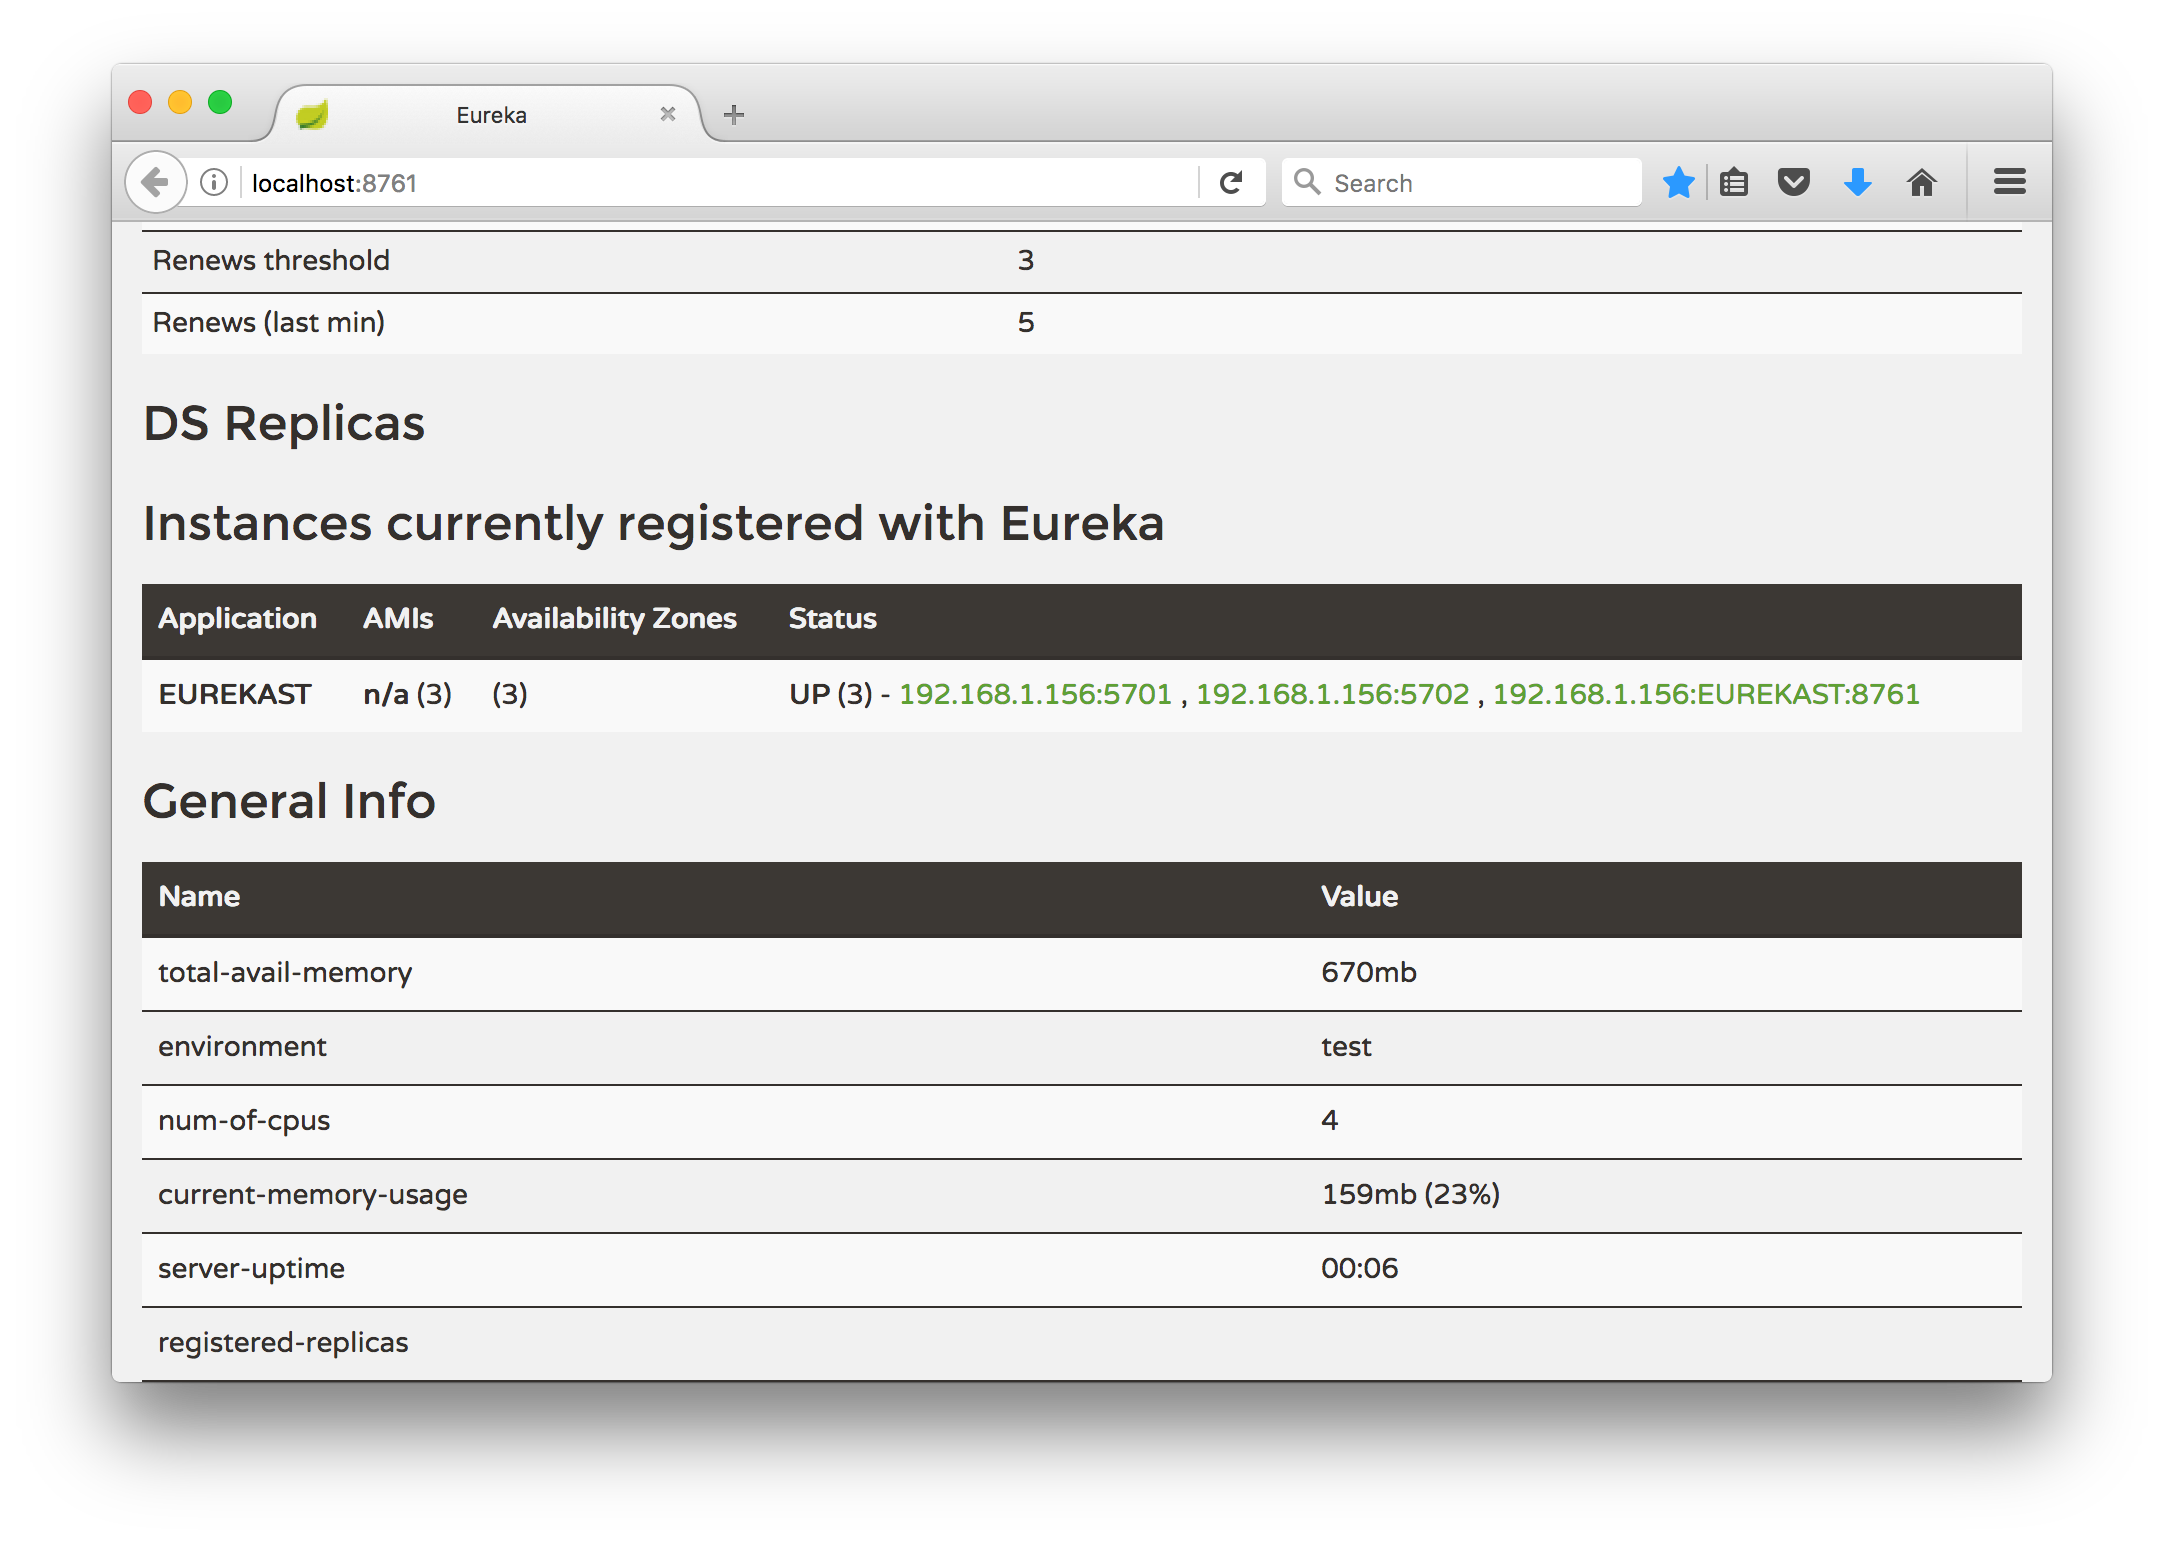 Eureka
localhost:8761
Search
Renews threshold 3
Renews (last min) 5
DS Replicas
Instances currently registered with Eureka
Application AMIs Availability Zones Status
EUREKAST n/a (3) (3) UP (3) - 192.168.1.156:5701 , 192.168.1.156:5702 , 192.168.1.156:EUREKAST:8761
General Info
Name Value
total-avail-memory 670mb
environment test
num-of-cpus 4
current-memory-usage 159mb (23%)
server-uptime 00:06
registered-replicas